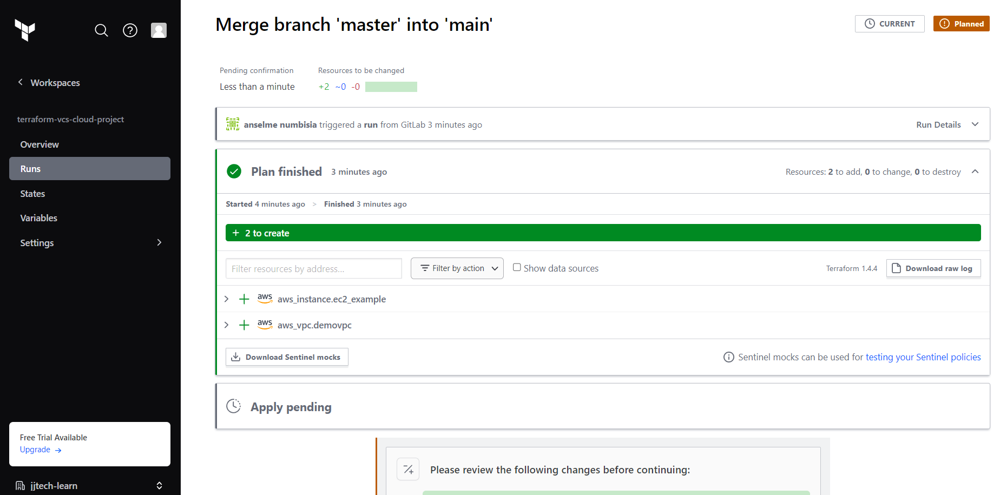 Merge branch 'master' into 'main'
CURRENT
Planned
Workspaces
terraform-vcs-cloud-project
Overview
Runs
States
Variables
Settings
Free Trial Available
Upgrade →
jjtech-learn
Pending confirmation
Less than a minute
Resources to be changed
+2 ~0 -0
anselme numbisia triggered a run from GitLab 3 minutes ago
Run Details
Plan finished 3 minutes ago
Resources: 2 to add, 0 to change, 0 to destroy
Started 4 minutes ago > Finished 3 minutes ago
+ 2 to create
Filter resources by address...
Filter by action
Show data sources
Terraform 1.4.4
Download raw log
aws aws_instance.ec2_example
aws aws_vpc.demovpc
Download Sentinel mocks
Sentinel mocks can be used for testing your Sentinel policies
Apply pending
Please review the following changes before continuing: